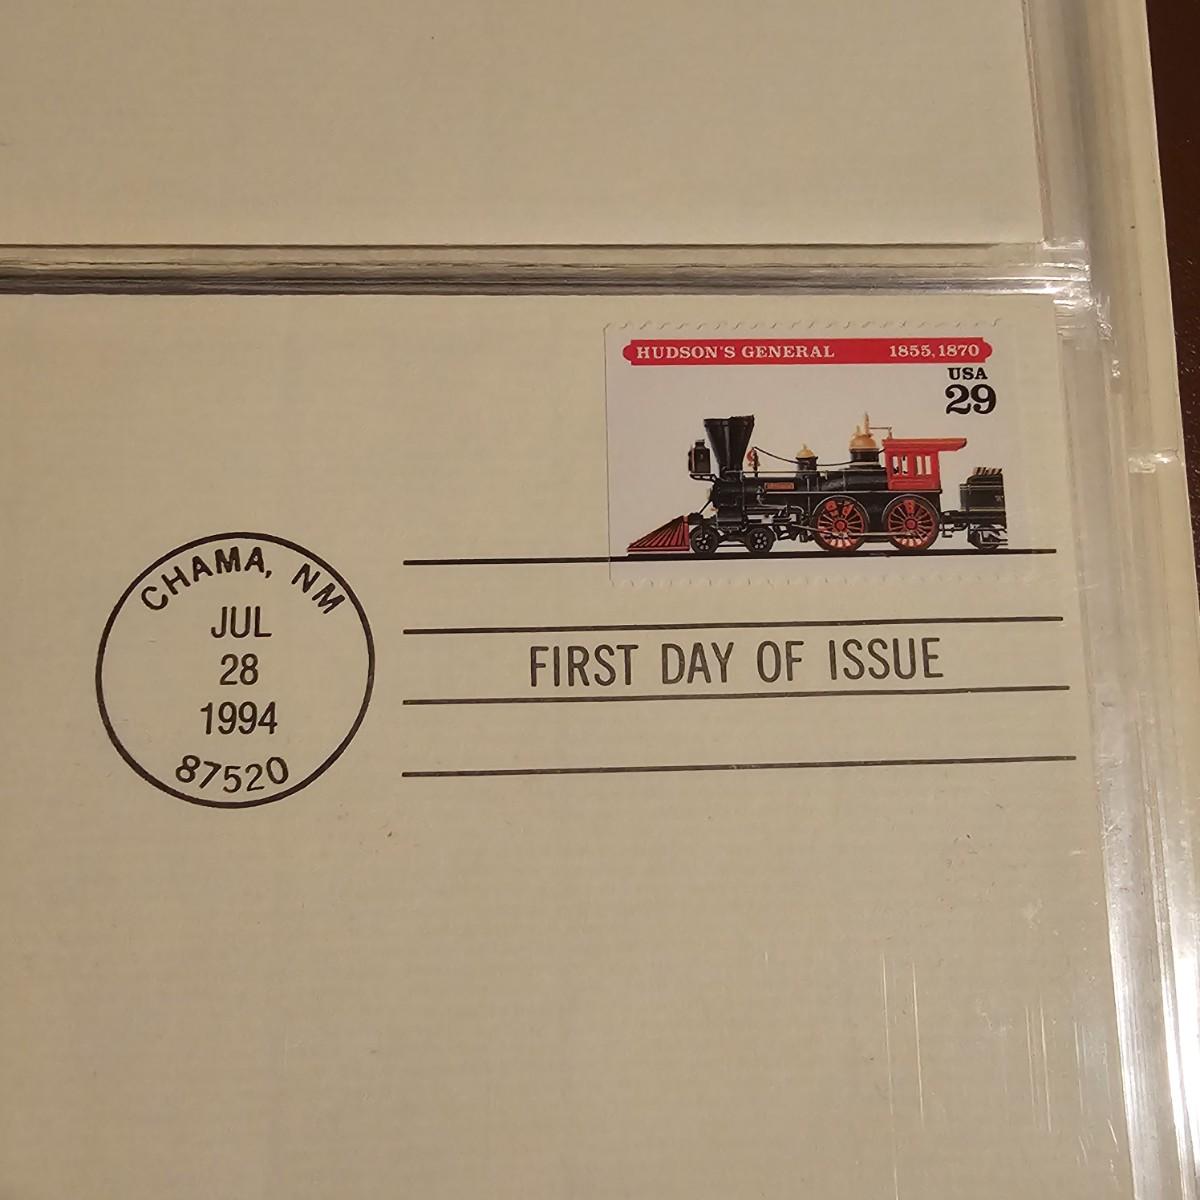 HUDSON'S GENERAL 1855, 1870
USA
29
CHAMA, NM
JUL
28
1994
87520
FIRST DAY OF ISSUE